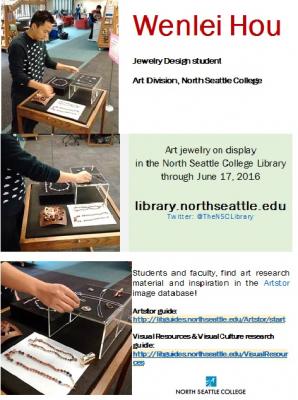 Wenlei Hou
Jewelry Design student
Art Division, North Seattle College
Art jewelry on display
in the North Seattle College Library
through June 17, 2016
library.northseattle.edu
Twitter: @TheNSCLibrary
Students and faculty, find art research
material and inspiration in the Artstor
image database!
Artstor guide:
http://libguides.northseattle.edu/Artstor/start
Visual Resources & Visual Culture research
guide:
http://libguides.northseattle.edu/VisualResour
ces
NORTH SEATTLE COLLEGE